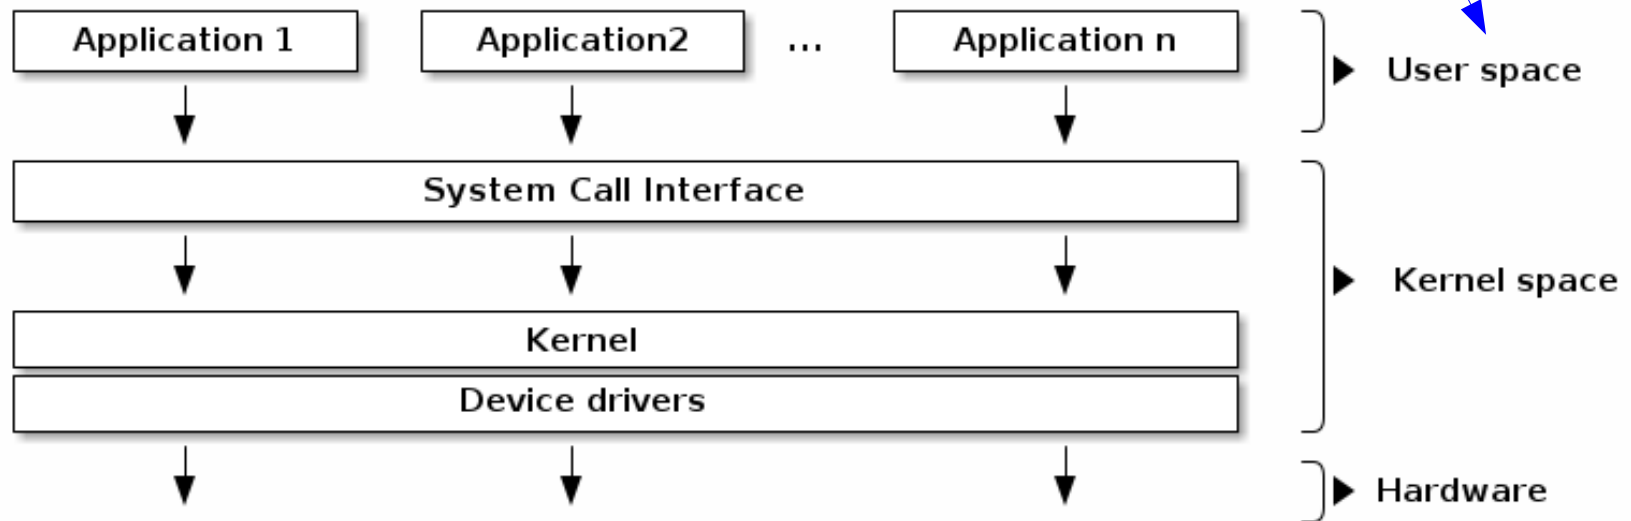 Application 1
Application2
...
Application n
User space
System Call Interface
Kernel space
Kernel
Device drivers
Hardware